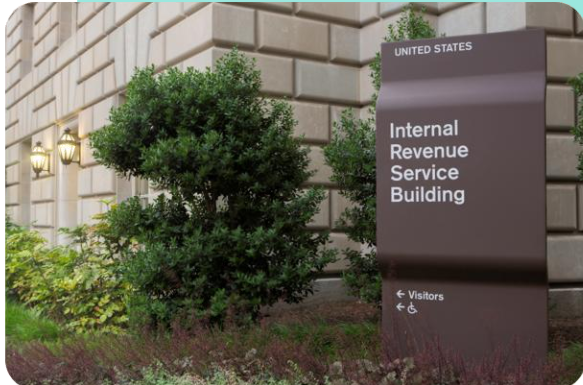 UNITED STATES
Internal
Revenue
Service
Building
← Visitors
← ♿